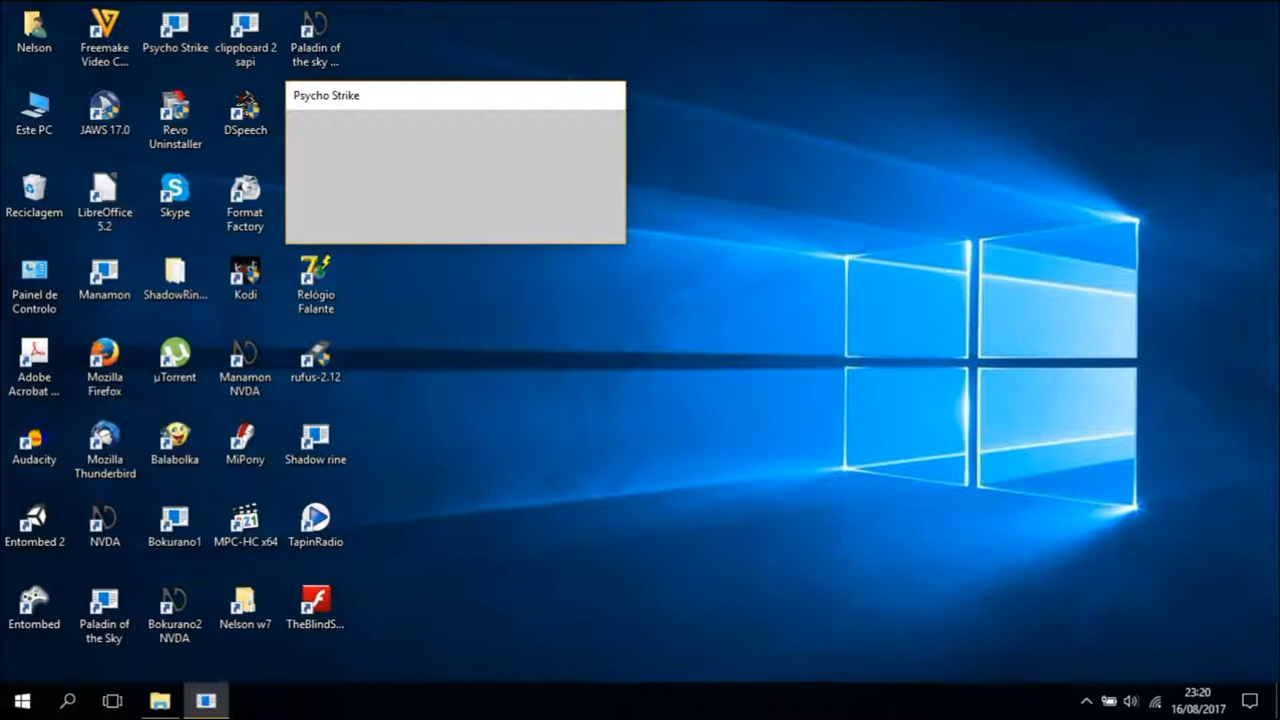 Nelson
Freemake
Video C...
Psycho Strike
clippboard 2
sapi
Paladin of
the sky ...
Psycho Strike
Este PC
JAWS 17.0
Revo
Uninstaller
DSpeech
Reciclagem
LibreOffice
5.2
Skype
Format
Factory
Painel de
Controlo
Manamon
ShadowRin...
Kodi
Relógio
Falante
Adobe
Acrobat ...
Mozilla
Firefox
µTorrent
Manamon
NVDA
rufus-2.12
Audacity
Mozilla
Thunderbird
Balabolka
MiPony
Shadow rine
Entombed 2
NVDA
Bokurano1
MPC-HC x64
TapinRadio
Entombed
Paladin of
the Sky
Bokurano2
NVDA
Nelson w7
TheBlindS...
23:20
16/08/2017